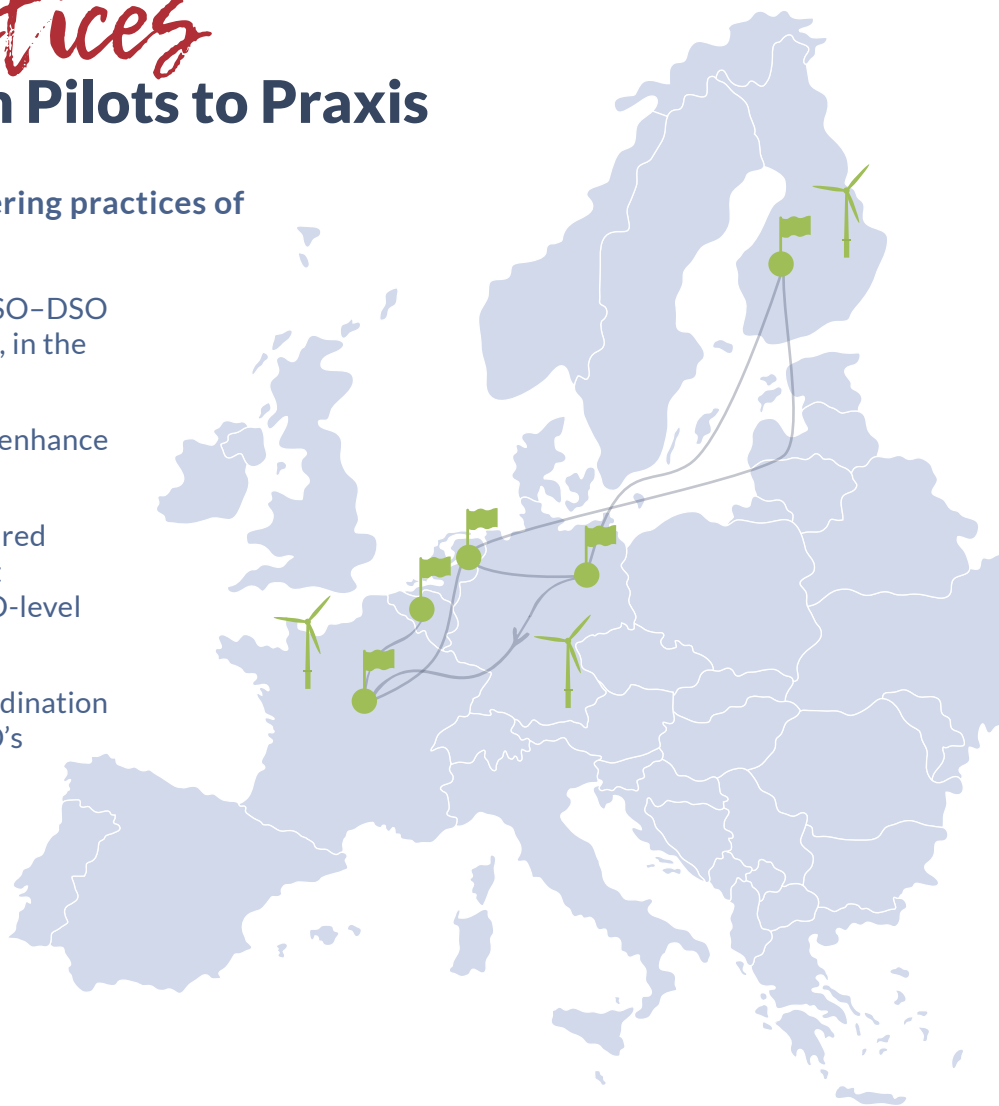 tices
n Pilots to Praxis
ering practices of
SO–DSO
, in the
enhance
red
D-level
dination
O's